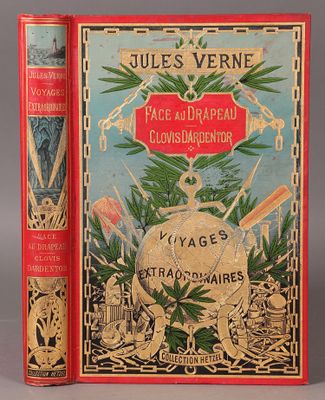 JULES VERNE
VOYAGES
EXTRAORDINAIRES
FACE
AU DRAPEAU
CLOVIS
DARDENTOR
COLLECTION HETZEL
JULES VERNE
FACE AU DRAPEAU
CLOVIS DARDENTOR
VOYAGES
EXTRAORDINAIRES
COLLECTION HETZEL